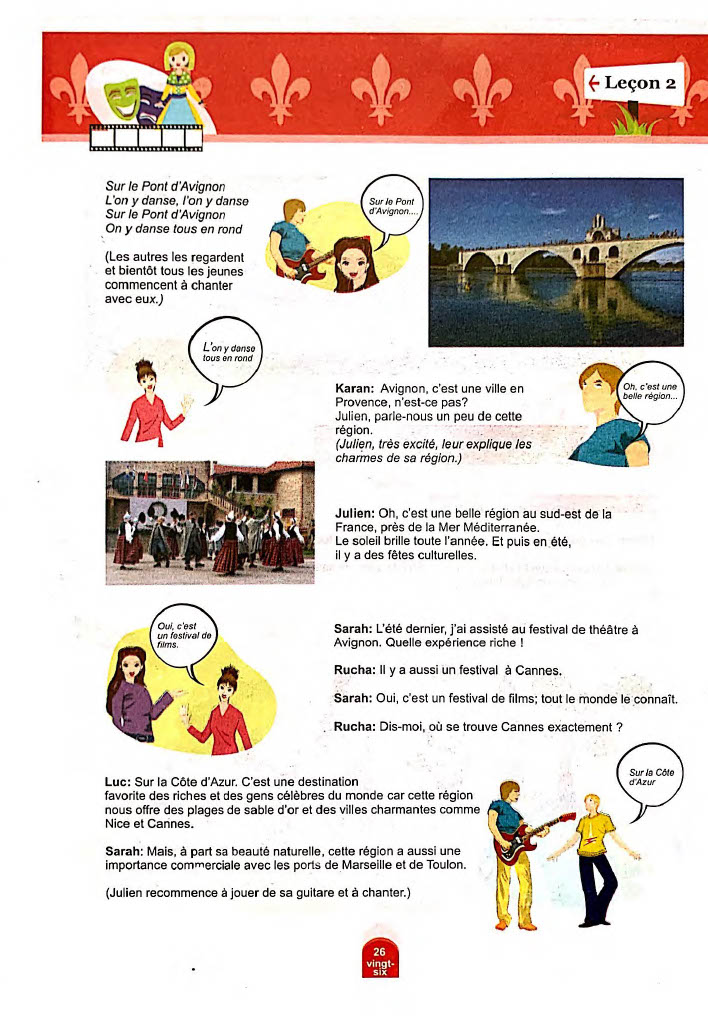 ← Leçon 2
Sur le Pont d'Avignon
L'on y danse, l'on y danse
Sur le Pont d'Avignon
On y danse tous en rond
(Les autres les regardent
et bientôt tous les jeunes
commencent à chanter
avec eux.)
Sur le Pont
d'Avignon....
L'on y danse
tous en rond
Karan: Avignon, c'est une ville en
Provence, n'est-ce pas?
Julien, parle-nous un peu de cette
région.
(Julien, très excité, leur explique les
charmes de sa région.)
Oh, c'est une
belle région...
Julien: Oh, c'est une belle région au sud-est de la
France, près de la Mer Méditerranée.
Le soleil brille toute l'année. Et puis en été,
il y a des fêtes culturelles.
Oui, c'est
un festival de
films.
Sarah: L'été dernier, j'ai assisté au festival de théâtre à
Avignon. Quelle expérience riche !
Rucha: Il y a aussi un festival à Cannes.
Sarah: Oui, c'est un festival de films; tout le monde le connaît.
Rucha: Dis-moi, où se trouve Cannes exactement ?
Luc: Sur la Côte d'Azur. C'est une destination
favorite des riches et des gens célèbres du monde car cette région
nous offre des plages de sable d'or et des villes charmantes comme
Nice et Cannes.
Sur la Côte
d'Azur
Sarah: Mais, à part sa beauté naturelle, cette région a aussi une
importance commerciale avec les ports de Marseille et de Toulon.
(Julien recommence à jouer de sa guitare et à chanter.)
26
vingt-
six